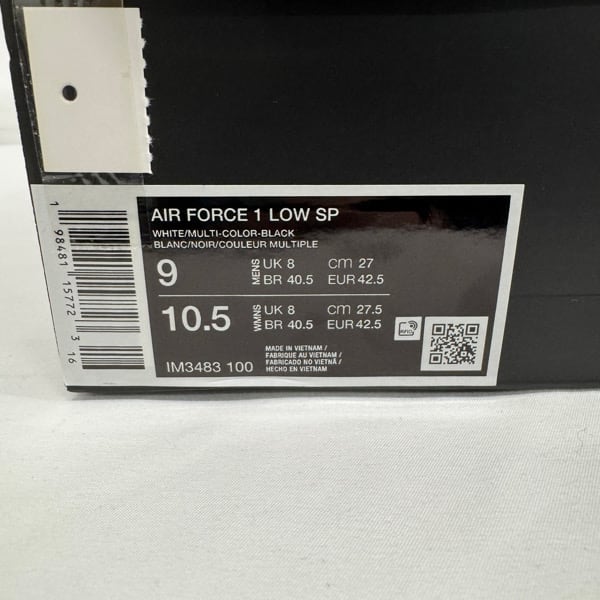 AIR FORCE 1 LOW SP
WHITE/MULTI-COLOR-BLACK
BLANC/NOIR/COULEUR MULTIPLE
9 MENS UK 8 CM 27
BR 40.5 EUR 42.5
10.5 WMNS UK 8 CM 27.5
BR 40.5 EUR 42.5
IM3483 100
MADE IN VIETNAM /
FABRIQUE AU VIETNAM /
FABRICADO NO VIETNÃ /
HECHO EN VIETNAM
1 98481 15772 3 16